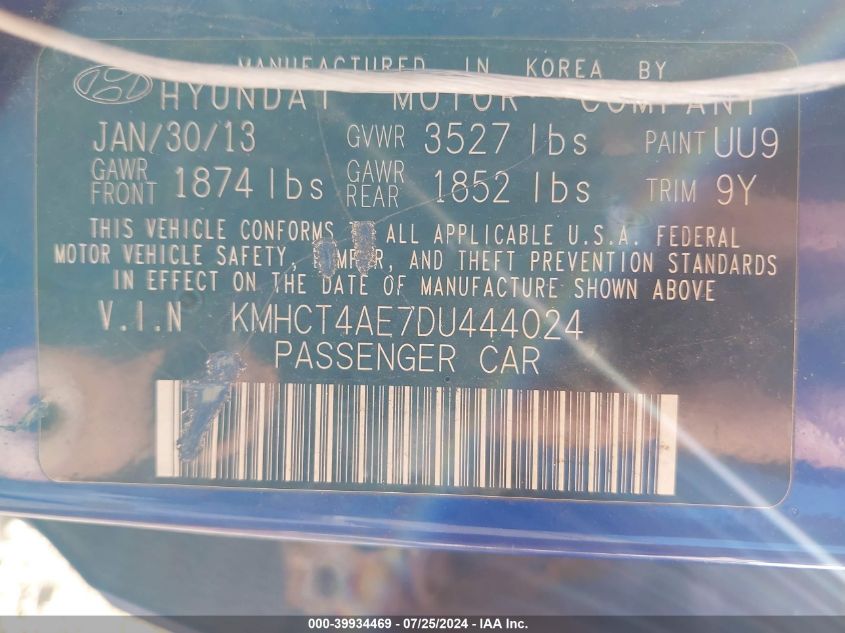 MANUFACTURED IN KOREA BY
HYUNDAI MOTOR COMPANY
JAN/30/13 GVWR 3527 lbs PAINT UU9
GAWR FRONT 1874 lbs GAWR REAR 1852 lbs TRIM 9Y
THIS VEHICLE CONFORMS ALL APPLICABLE U.S.A. FEDERAL
MOTOR VEHICLE SAFETY, AND THEFT PREVENTION STANDARDS
IN EFFECT ON THE DATE OF MANUFACTURE SHOWN ABOVE
V.I.N KMHCT4AE7DU444024
PASSENGER CAR
000-39934469 / 07/25/2024 - IAA Inc.